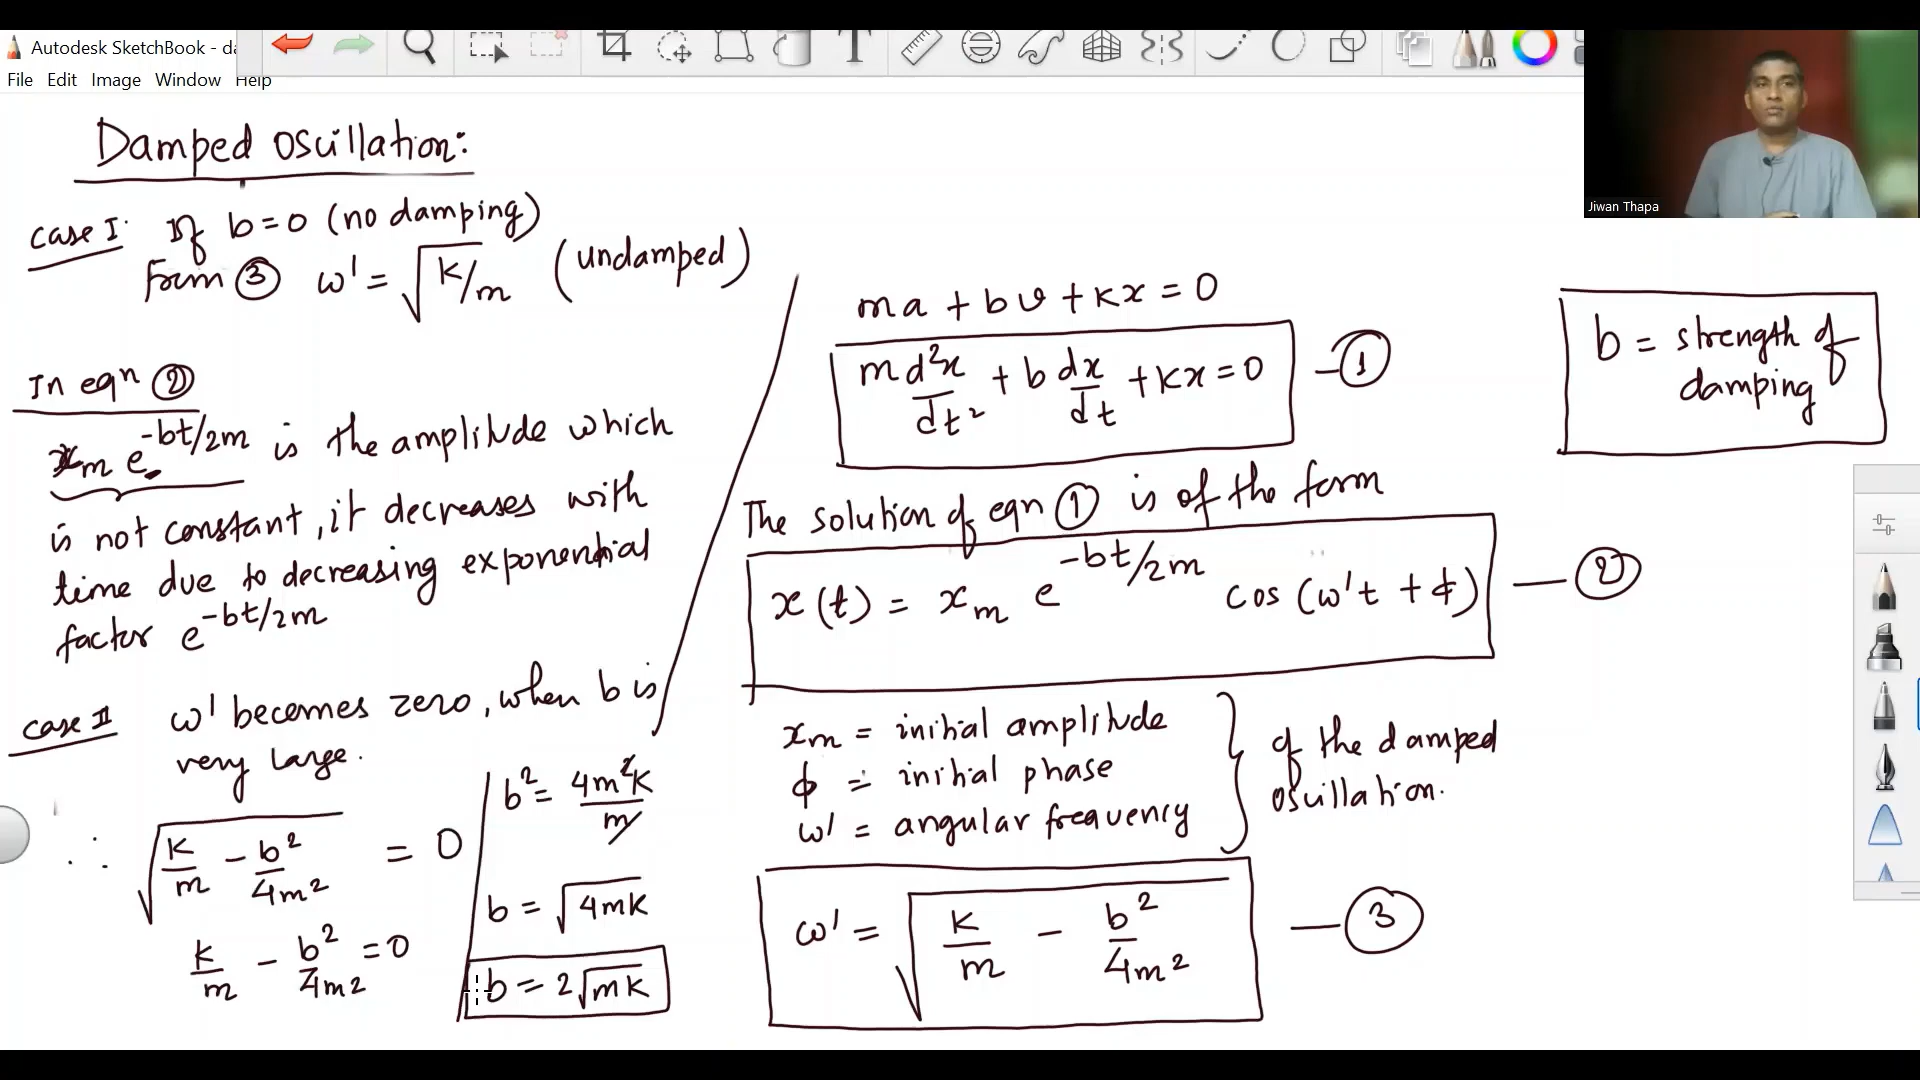 Autodesk SketchBook - da
File Edit Image Window Help
Jiwan Thapa
Damped oscillation:
case I: If b = 0 (no damping)
From ③ ω' = √k/m (undamped)
In eqn ②
xₘ e^-bt/2m is the amplitude which
is not constant, it decreases with
time due to decreasing exponential
factor e^-bt/2m
case II ω' becomes zero, when b is
very large.
∴ √(k/m - b²/4m²) = 0
k/m - b²/4m² = 0
b² = 4m²k/m
b = √4mk
b = 2√mk
ma + bv + kx = 0
m d²x/dt² + b dx/dt + kx = 0 - ①
The solution of eqn ① is of the form
x(t) = xₘ e^-bt/2m cos (ω't + ϕ) — ②
xₘ = initial amplitude
ϕ = initial phase
ω' = angular frequency
} of the damped
oscillation.
ω' = √(k/m - b²/4m²) — ③
b = strength of
damping